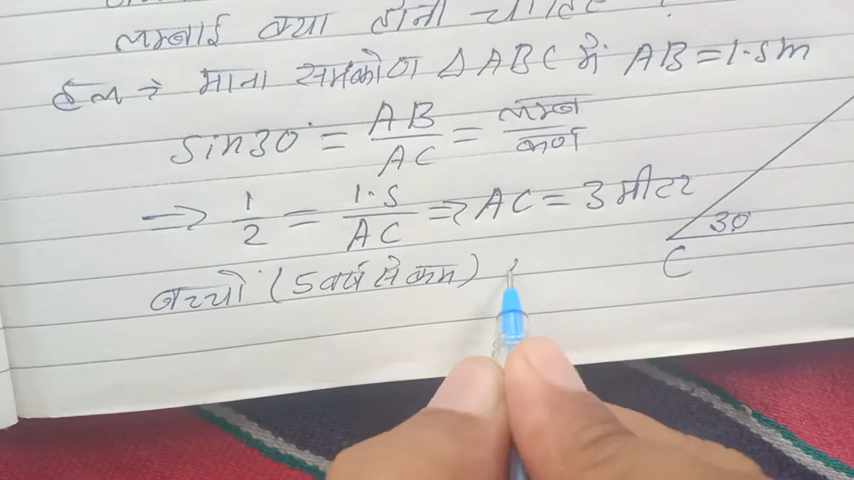 लम्बाई क्या होनी चाहिए ?
हल → माना समकोण △ABC में AB = 1.5m
sin30° = AB/AC = लम्ब/कर्ण
⇒ 1/2 = 1.5/AC ⇒ AC = 3 मीटर
30
C
बच्चों (5 वर्ष से कम)